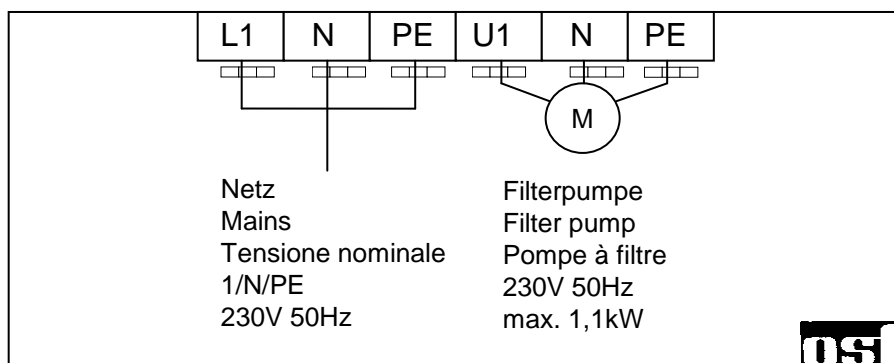 L1 N PE U1 N PE
M
Netz
Mains
Tensione nominale
1/N/PE
230V 50Hz
Filterpumpe
Filter pump
Pompe à filtre
230V 50Hz
max. 1,1kW